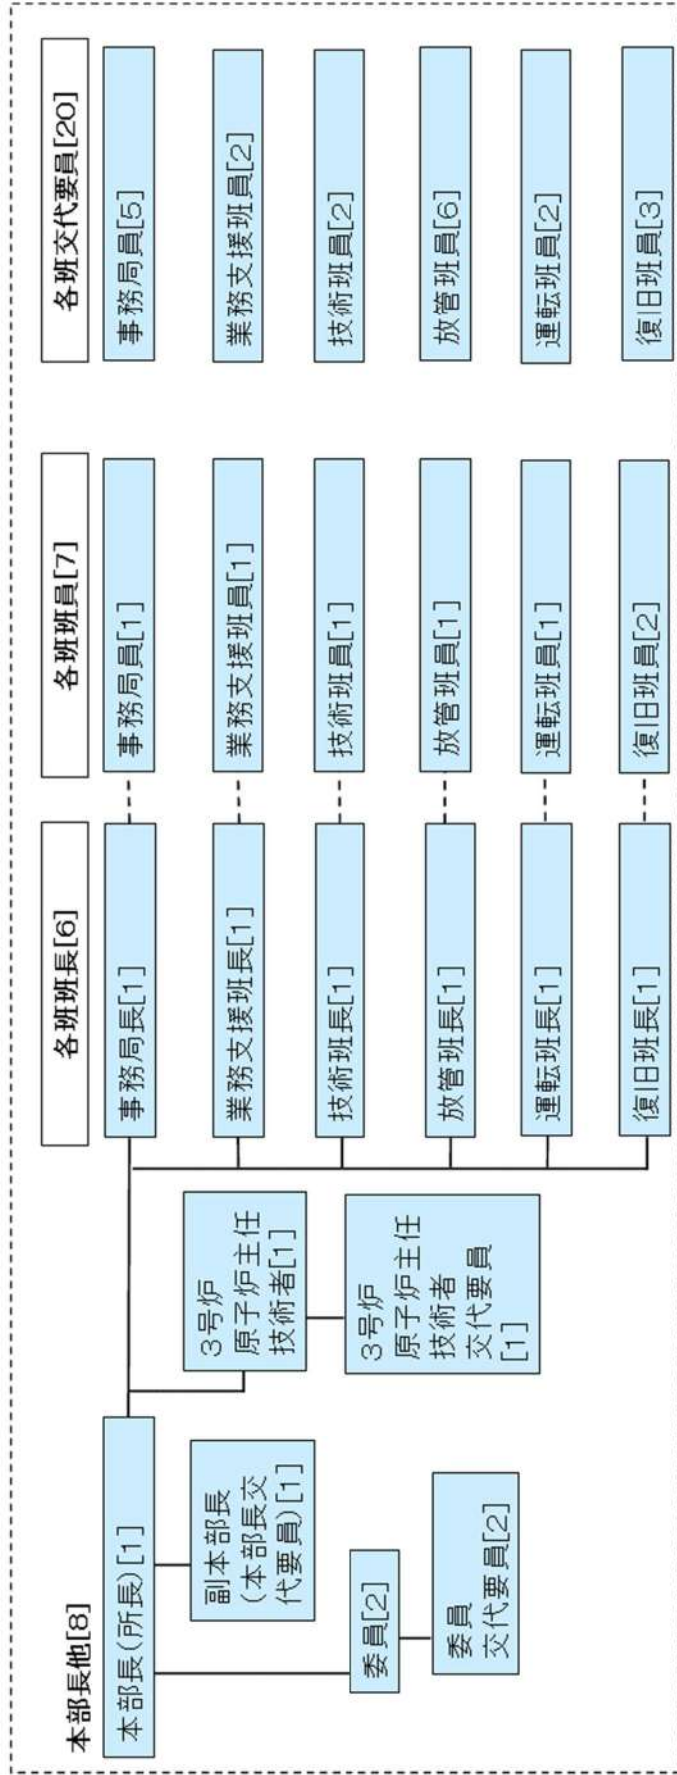 本部長他[8]
本部長(所長)[1]
副本部長
(本部長交
代要員)[1]
委員[2]
委員
交代要員[2]
3号炉
原子炉主任
技術者[1]
3号炉
原子炉主任
技術者
交代要員
[1]
各班班長[6]
事務局長[1]
業務支援班長[1]
技術班長[1]
放管班長[1]
運転班長[1]
復旧班長[1]
各班班員[7]
事務局員[1]
業務支援班員[1]
技術班員[1]
放管班員[1]
運転班員[1]
復旧班員[2]
各班交代要員[20]
事務局員[5]
業務支援班員[2]
技術班員[2]
放管班員[6]
運転班員[2]
復旧班員[3]